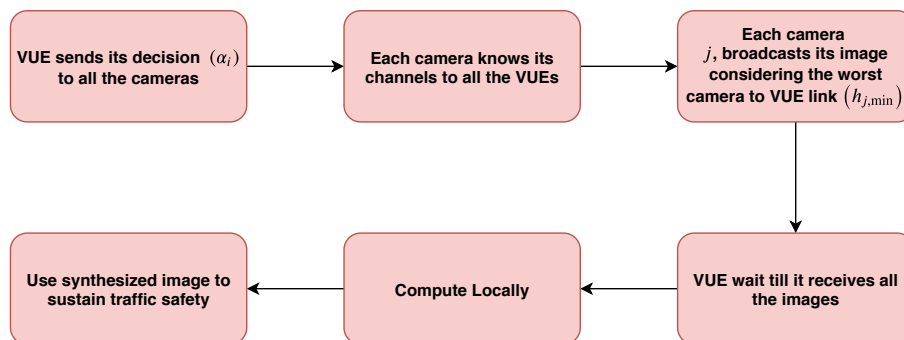 VUE sends its decision (αᵢ)
to all the cameras
Each camera knows its
channels to all the VUEs
Each camera
j, broadcasts its image
considering the worst
camera to VUE link (h_{j,min})
VUE wait till it receives all
the images
Compute Locally
Use synthesized image to
sustain traffic safety